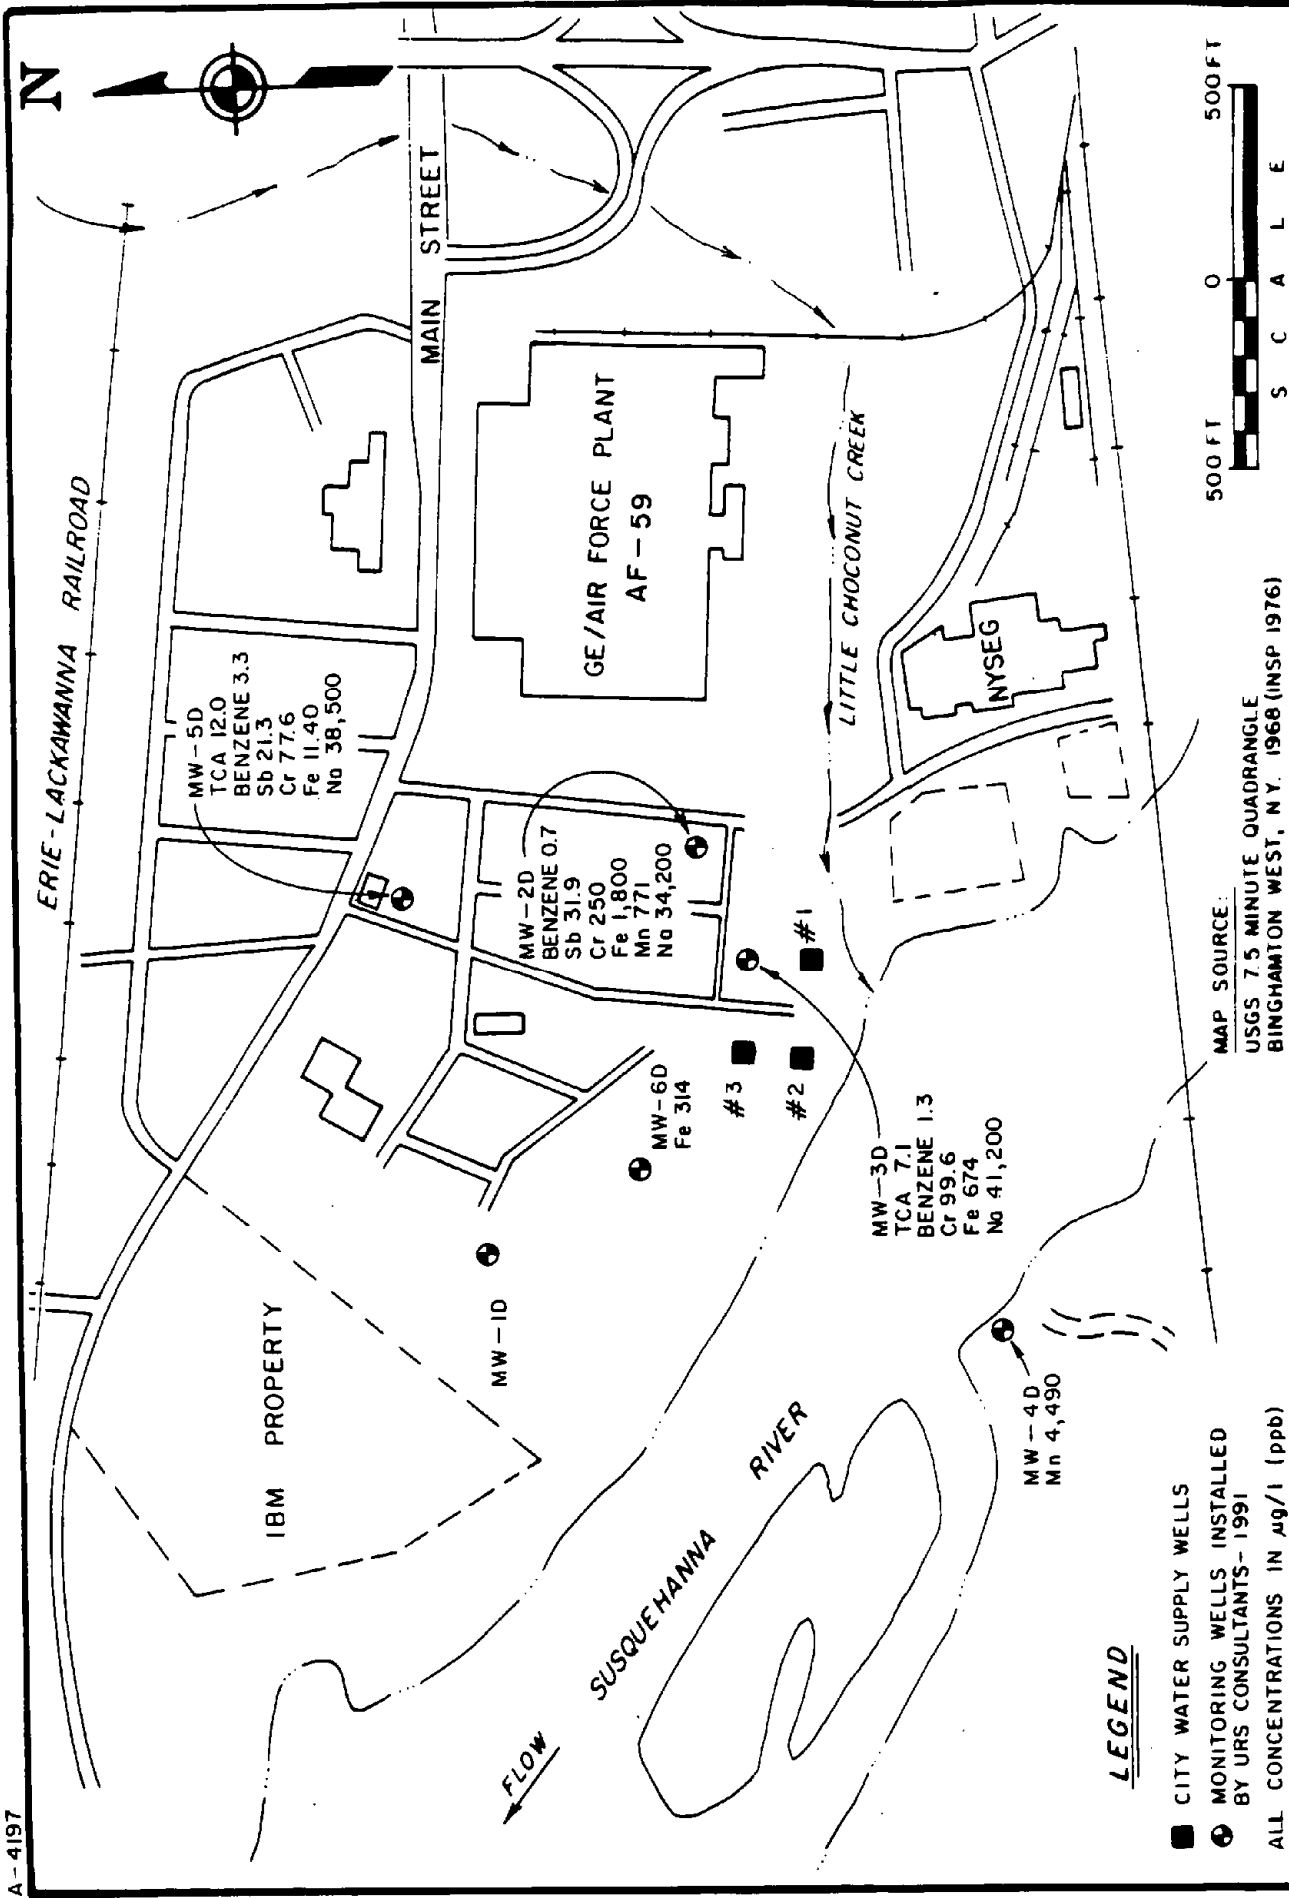 A-4197
N
ERIE-LACKAWANNA RAILROAD
MAIN STREET
MW-5D
TCA 12.0
BENZENE 3.3
Sb 21.3
Cr 77.6
Fe 11.40
Na 38,500
GE/AIR FORCE PLANT
AF-59
MW-2D
BENZENE 0.7
Sb 31.9
Cr 250
Fe 1,800
Mn 771
Na 34,200
LITTLE CHOCONUT CREEK
NYSEG
IBM PROPERTY
MW-1D
MW-6D
Fe 314
#3
#2
#1
MW-3D
TCA 7.1
BENZENE 1.3
Cr 99.6
Fe 674
Na 41,200
MW-4D
Mn 4,490
SUSQUEHANNA RIVER
FLOW
LEGEND
CITY WATER SUPPLY WELLS
MONITORING WELLS INSTALLED
BY URS CONSULTANTS-1991
ALL CONCENTRATIONS IN µg/l (ppb)
MAP SOURCE:
USGS 7.5 MINUTE QUADRANGLE
BINGHAMTON WEST, N.Y. 1968 (INSP 1976)
500 FT 0 500 FT
SCALE